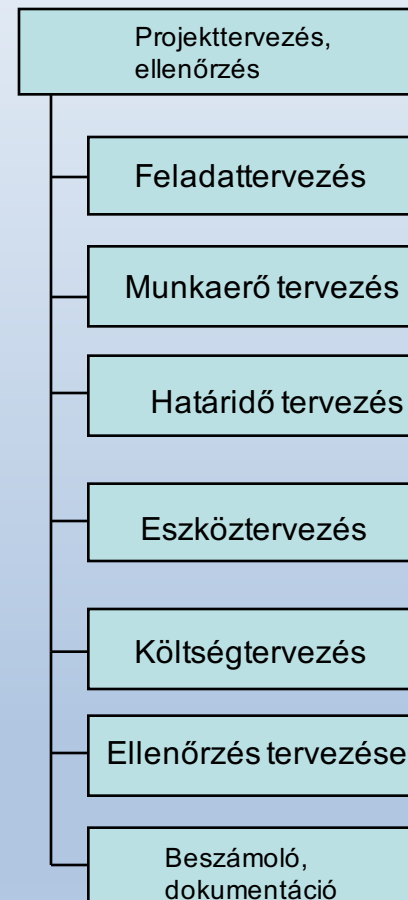 Projekttervezés,
ellenőrzés
Feladattervezés
Munkaerő tervezés
Határidő tervezés
Eszköztervezés
Költségtervezés
Ellenőrzés tervezése
Beszámoló,
dokumentáció